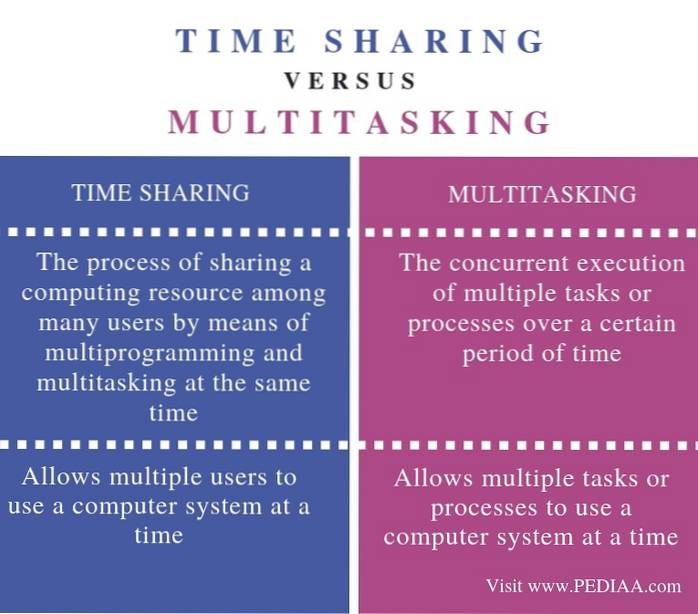 TIME SHARING
VERSUS
MULTITASKING
TIME SHARING
The process of sharing a
computing resource among
many users by means of
multiprogramming and
multitasking at the same
time
Allows multiple users to
use a computer system at a
time
MULTITASKING
The concurrent execution
of multiple tasks or
processes over a certain
period of time
Allows multiple tasks or
processes to use a
computer system at a time
Visit www.PEDIAA.com